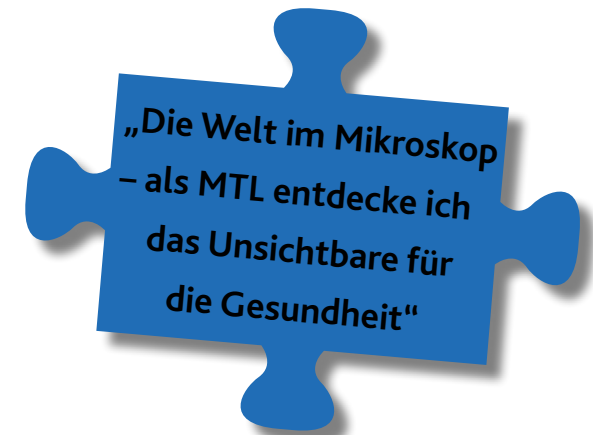 „Die Welt im Mikroskop
– als MTL entdecke ich
das Unsichtbare für
die Gesundheit“